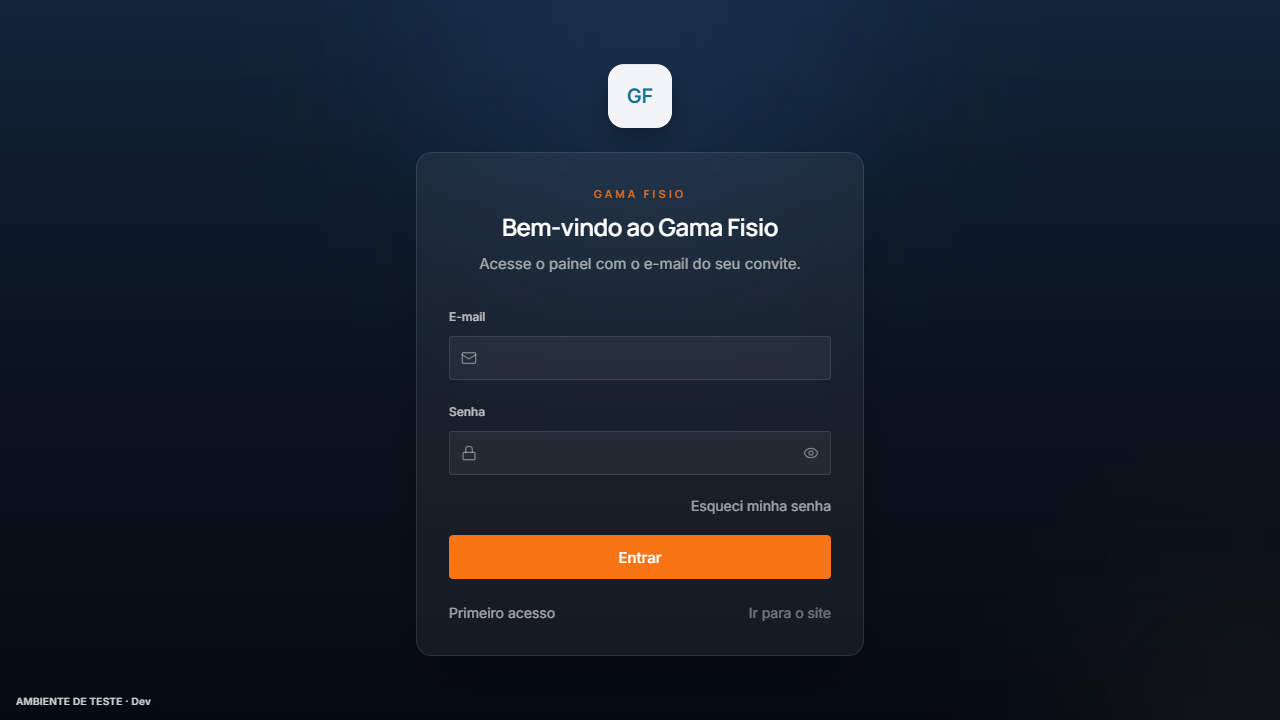 GF
GAMA FISIO
Bem-vindo ao Gama Fisio
Acesse o painel com o e-mail do seu convite.
E-mail
Senha
Esqueci minha senha
Entrar
Primeiro acesso
Ir para o site
AMBIENTE DE TESTE · Dev